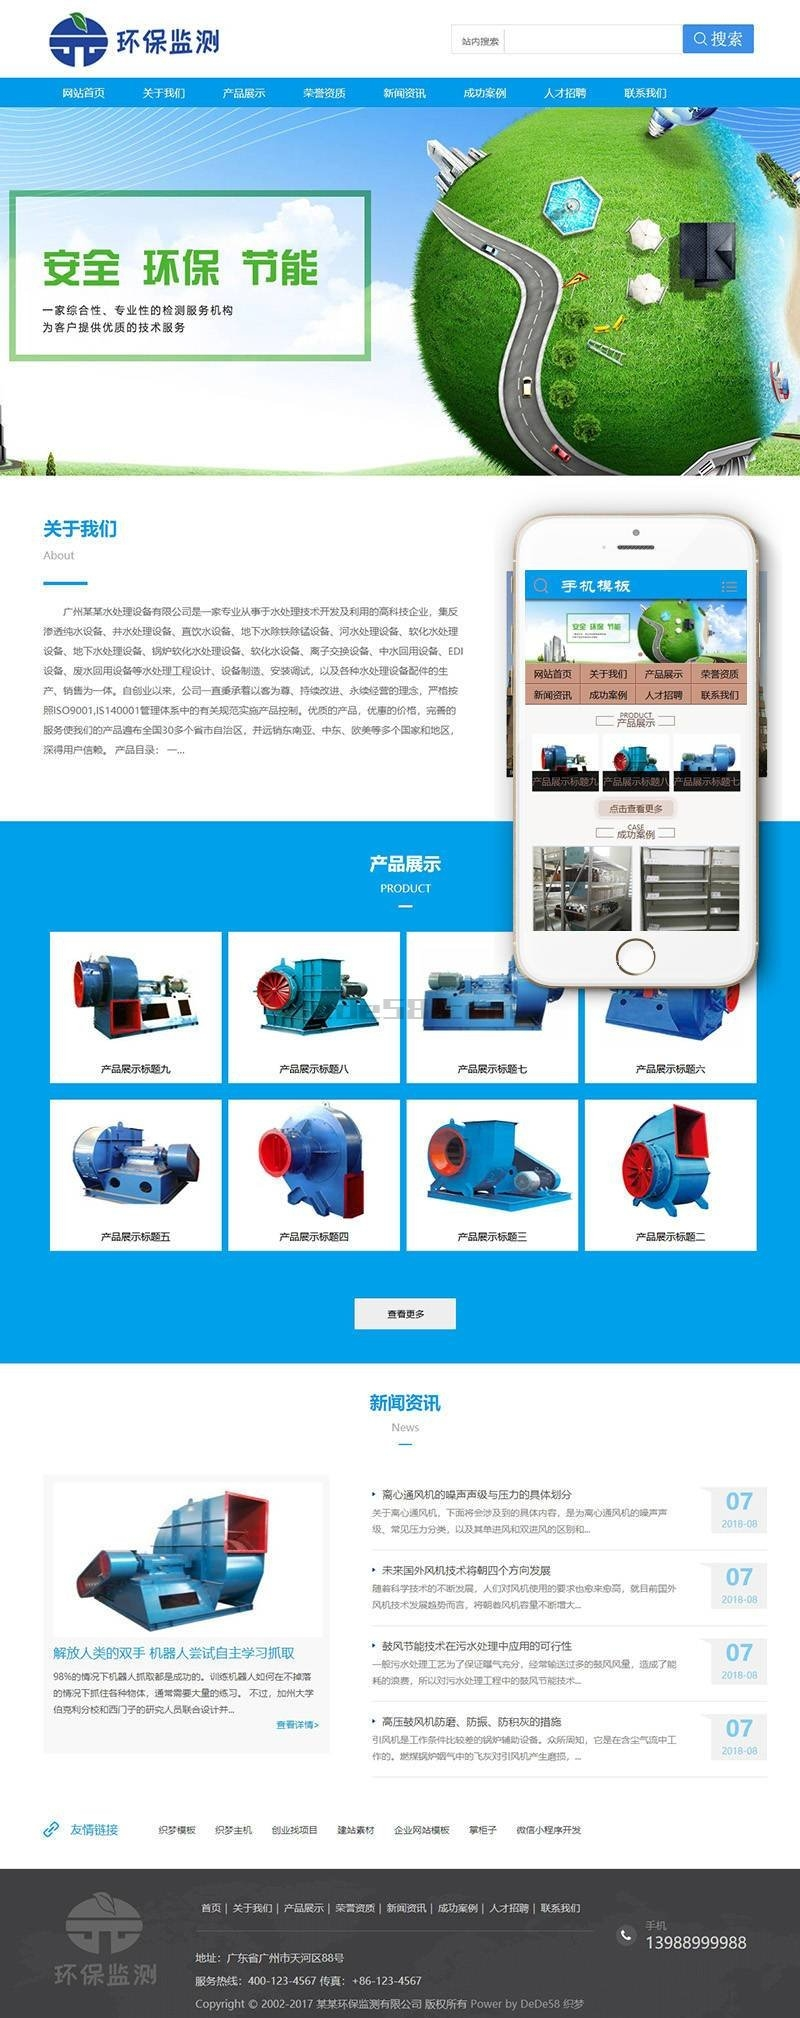 环保监测
站内搜索
搜索
网站首页 关于我们 产品展示 荣誉资质 新闻资讯 成功案例 人才招聘 联系我们
安全 环保 节能
一家综合性、专业性的检测服务机构
为客户提供优质的技术服务
关于我们
About
广州某某水处理设备有限公司是一家专业从事于水处理技术开发及利用的高科技企业，集反
渗透纯水设备、井水处理设备、直饮水设备、地下水除铁除锰设备、河水处理设备、软化水处理
设备、地下水处理设备、锅炉软化水处理设备、软化水设备、离子交换设备、中水回用设备、EDI
设备、废水回用设备等水处理工程设计、设备制造、安装调试，以及各种水处理设备配件的生
产、销售为一体。自创业以来，公司一直秉承着以客为尊、持续改进、永续经营的理念，严格按
照ISO9001,IS140001管理体系中的有关规范实施产品控制。优质的产品，优惠的价格，完善的
服务使我们的产品遍布全国30多个省市自治区，并远销东南亚、中东、欧美等多个国家和地区，
深得用户信赖。 产品目录： 一...
手机模板
安全 环保 节能
网站首页 关于我们 产品展示 荣誉资质
新闻资讯 成功案例 人才招聘 联系我们
PRODUCT
产品展示
产品展示标题九 产品展示标题八 产品展示标题七
点击查看更多
CASE
成功案例
产品展示
PRODUCT
产品展示标题九 产品展示标题八 产品展示标题七 产品展示标题六
产品展示标题五 产品展示标题四 产品展示标题三 产品展示标题二
查看更多
新闻资讯
News
解放人类的双手 机器人尝试自主学习抓取
98%的情况下机器人抓取都是成功的。训练机器人如何在不掉落
的情况下抓住各种物体，通常需要大量的练习。 不过，加州大学
伯克利分校和西门子的研究人员联合设计并...
查看详情>
离心通风机的噪声声级与压力的具体划分
关于离心通风机，下面将会涉及到的具体内容，是为离心通风机的噪声声
级、常见压力分类，以及其单进风和双进风的区别和...
07
2018-08
未来国外风机技术将朝四个方向发展
随着科学技术的不断发展，人们对风机使用的要求也愈来愈高，就目前国外
风机技术发展趋势而言，将朝着风机容量不断增大...
07
2018-08
鼓风节能技术在污水处理中应用的可行性
一般污水处理工艺为了保证曝气充分，经常输送过多的鼓风风量，造成了能
耗的浪费，所以对污水处理工程中的鼓风节能技术...
07
2018-08
高压鼓风机防磨、防振、防积灰的措施
引风机是工作条件比较差的锅炉辅助设备。众所周知，它是在含尘气流中工
作的。燃煤锅炉烟气中的飞灰对引风机产生磨损，...
07
2018-08
友情链接 织梦模板 织梦主机 创业找项目 建站素材 企业网站模板 掌柜子 微信小程序开发
环保监测
首页 | 关于我们 | 产品展示 | 荣誉资质 | 新闻资讯 | 成功案例 | 人才招聘 | 联系我们
地址：广东省广州市天河区88号
服务热线：400-123-4567 传真：+86-123-4567
Copyright © 2002-2017 某某环保监测有限公司 版权所有 Power by DeDe58 织梦
手机
13988999988